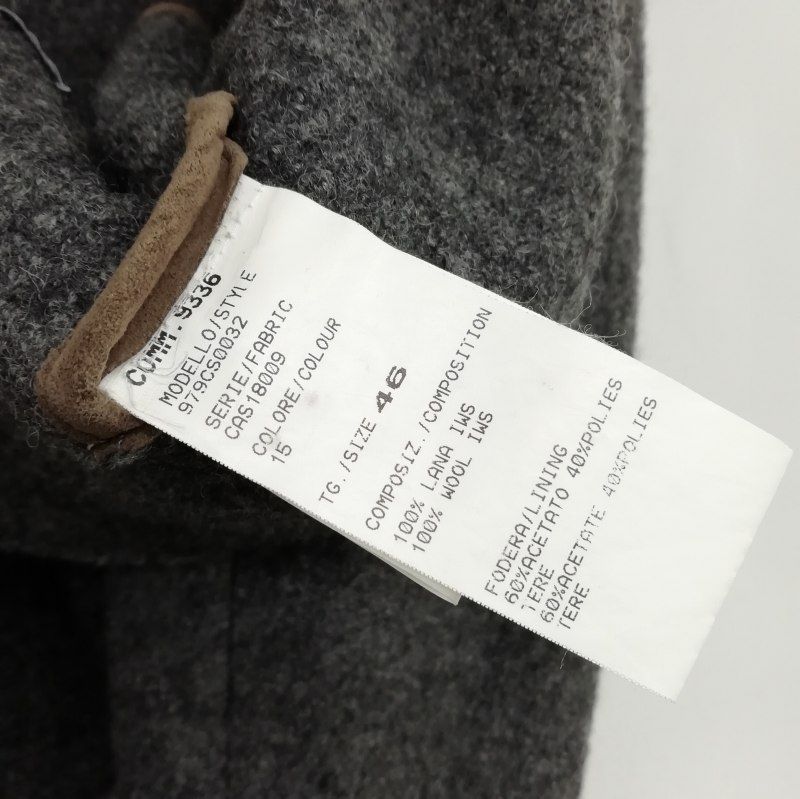 COMM. 9336
MODELLO/STYLE
979CS0032
SERIE/FABRIC
CAS18009
COLORE/COLOUR
15
TG./SIZE 46
COMPOSIZ./COMPOSITION
100% LANA IWS
100% WOOL IWS
FODERA/LINING
60%ACETATO 40%POLIES
TERE
60%ACETATE 40%POLIES
TERE